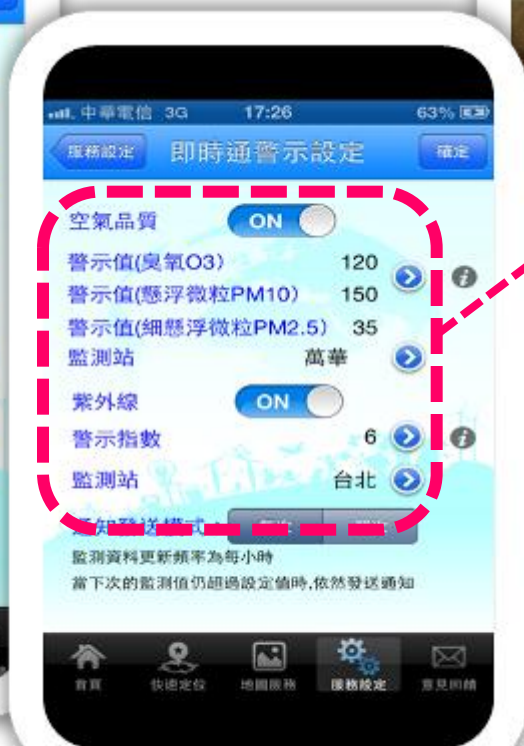 中華電信 3G 17:26 63%
服務設定 即時通警示設定 確定
空氣品質 ON
警示值(臭氧O3) 120
警示值(懸浮微粒PM10) 150
警示值(細懸浮微粒PM2.5) 35
監測站 萬華
紫外線 ON
警示指數 6
監測站 台北
通知發送模式：
監測資料更新頻率為每小時
當下次的監測值仍超過設定值時,依然發送通知
首頁 快速定位 地圖服務 服務設定 意見回饋